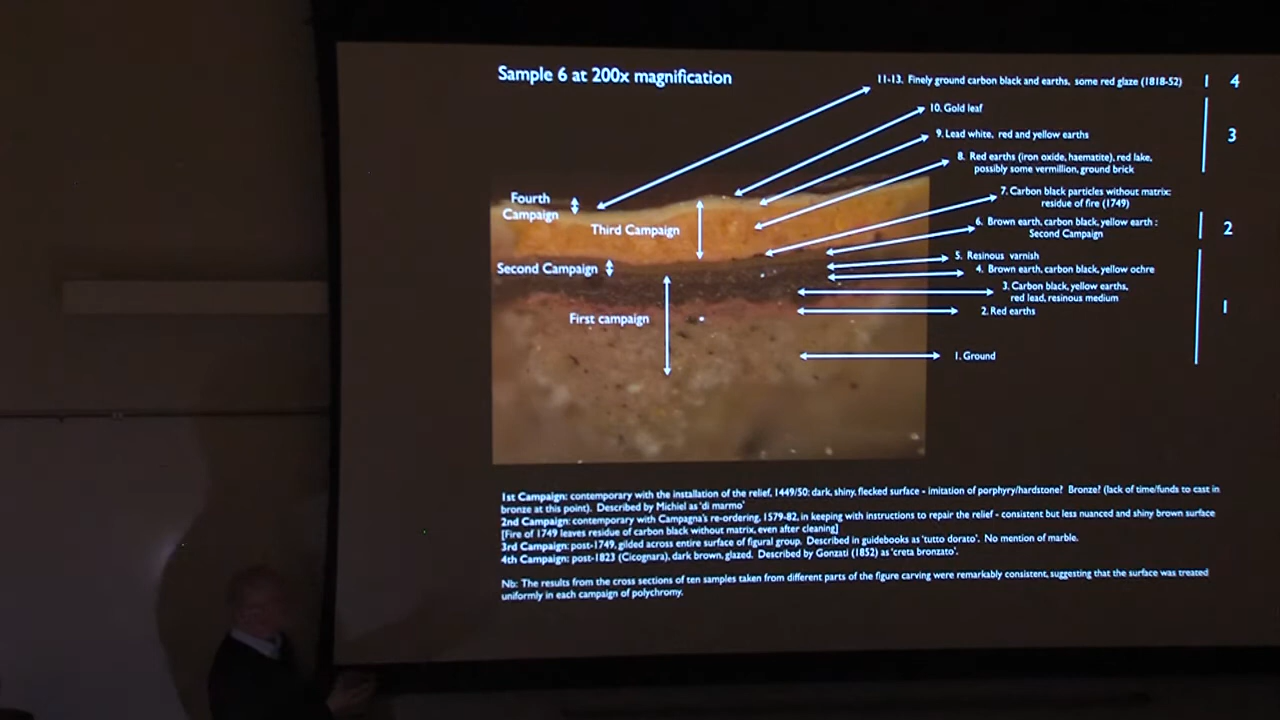 Sample 6 at 200x magnification
11-13. Finely ground carbon black and earths, some red glaze (1818-52)
4
10. Gold leaf
9. Lead white, red and yellow earths
3
8. Red earths (iron oxide, haematite), red lake,
possibly some vermillion, ground brick
7. Carbon black particles without matrix:
residue of fire (1749)
6. Brown earth, carbon black, yellow earth :
Second Campaign
2
5. Resinous varnish
4. Brown earth, carbon black, yellow ochre
3. Carbon black, yellow earths,
red lead, resinous medium
2. Red earths
1
1. Ground
Fourth
Campaign
Third Campaign
Second Campaign
First campaign
1st Campaign: contemporary with the installation of the relief, 1449/50: dark, shiny, flecked surface - imitation of porphyry/hardstone? Bronze? (lack of time/funds to cast in
bronze at this point). Described by Michiel as 'di marmo'
2nd Campaign: contemporary with Campagna's re-ordering, 1579-82, in keeping with instructions to repair the relief - consistent but less nuanced and shiny brown surface
[Fire of 1749 leaves residue of carbon black without matrix, even after cleaning]
3rd Campaign: post-1749, gilded across entire surface of figural group. Described in guidebooks as 'tutto dorato'. No mention of marble.
4th Campaign: post-1823 (Cicognara), dark brown, glazed. Described by Gonzati (1852) as 'creta bronzato'.
Nb: The results from the cross sections of ten samples taken from different parts of the figure carving were remarkably consistent, suggesting that the surface was treated
uniformly in each campaign of polychromy.